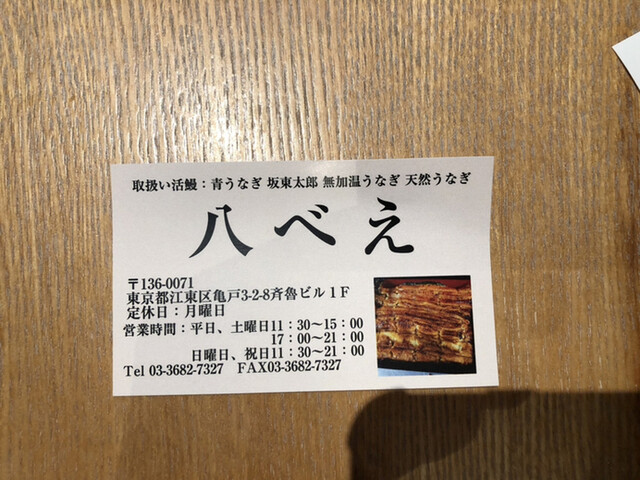 取扱い活鰻：青うなぎ 坂東太郎 無加温うなぎ 天然うなぎ
八べえ
〒136-0071
東京都江東区亀戸3-2-8斉魯ビル１F
定休日：月曜日
営業時間：平日、土曜日11：30〜15：00
17：00〜21：00
日曜日、祝日11：30〜21：00
Tel 03-3682-7327 FAX03-3682-7327